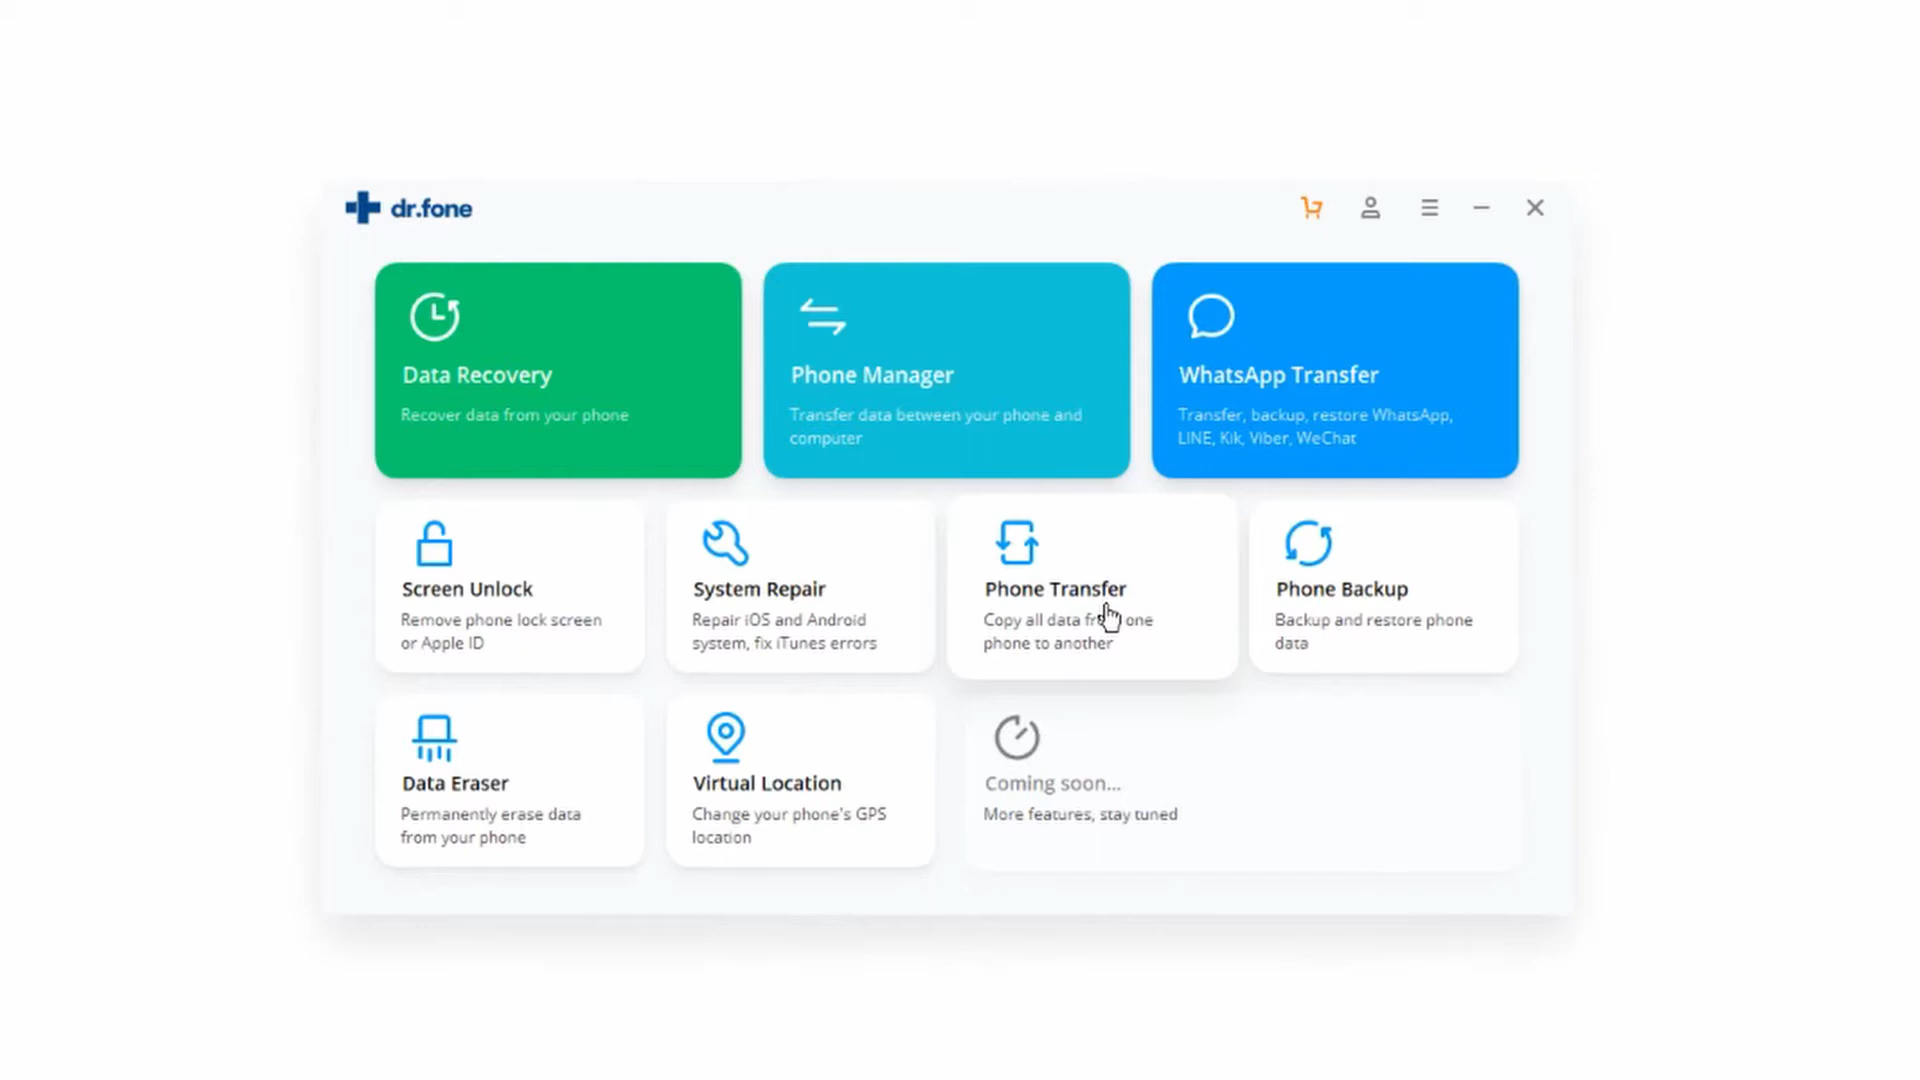 dr.fone
Data Recovery
Recover data from your phone
Phone Manager
Transfer data between your phone and
computer
WhatsApp Transfer
Transfer, backup, restore WhatsApp,
LINE, Kik, Viber, WeChat
Screen Unlock
Remove phone lock screen
or Apple ID
System Repair
Repair iOS and Android
system, fix iTunes errors
Phone Transfer
Copy all data from one
phone to another
Phone Backup
Backup and restore phone
data
Data Eraser
Permanently erase data
from your phone
Virtual Location
Change your phone's GPS
location
Coming soon...
More features, stay tuned